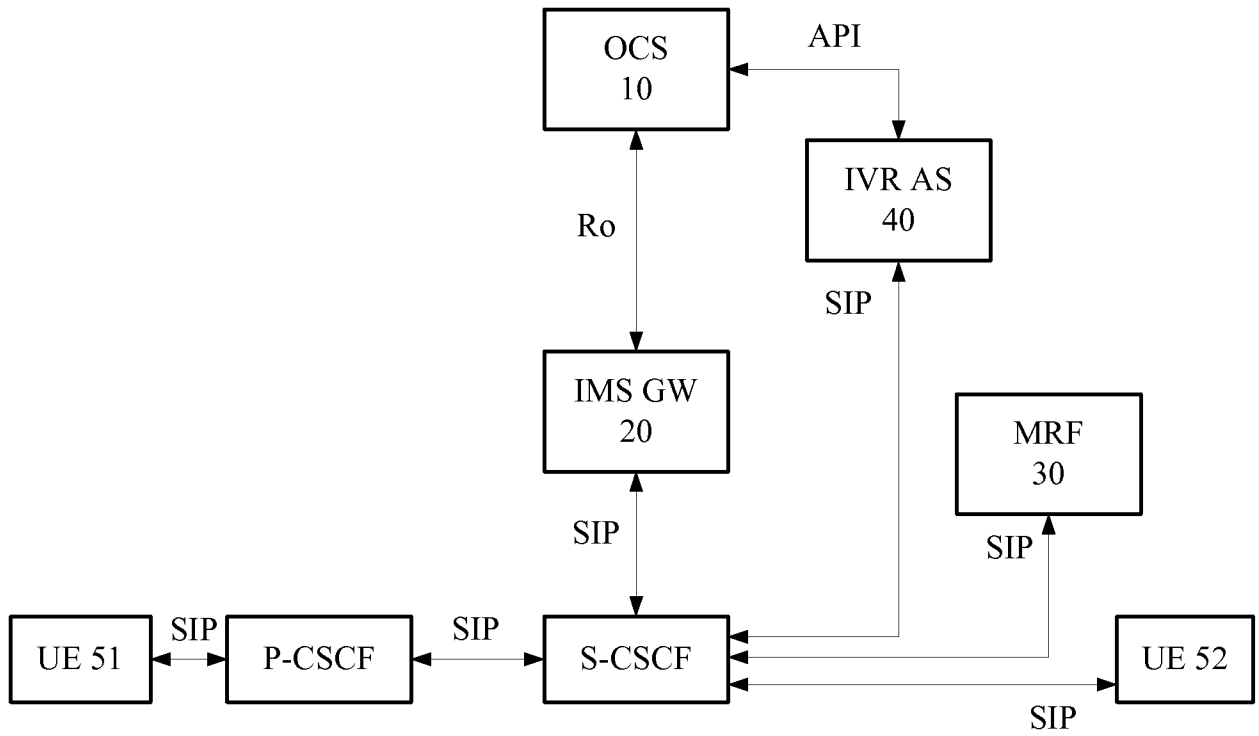 OCS
10
API
IVR AS
40
Ro
SIP
IMS GW
20
MRF
30
SIP
SIP
UE 51
SIP
P-CSCF
SIP
S-CSCF
UE 52
SIP